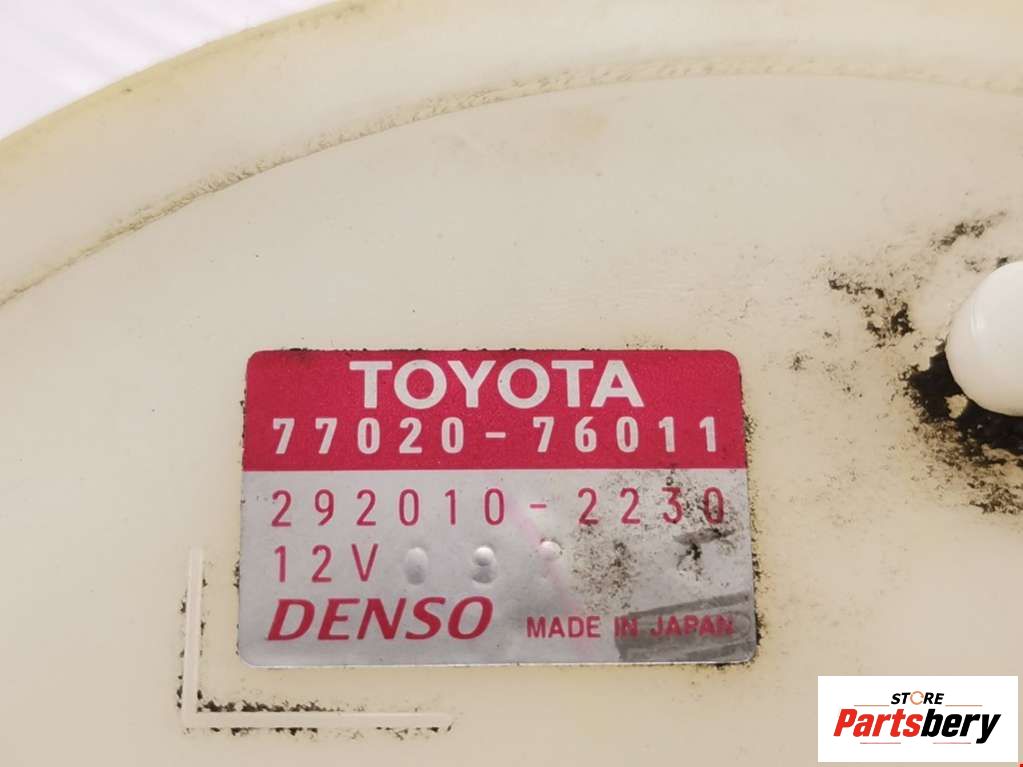 TOYOTA
77020-76011
292010-2230
12V
DENSO MADE IN JAPAN
STORE
Partsbery